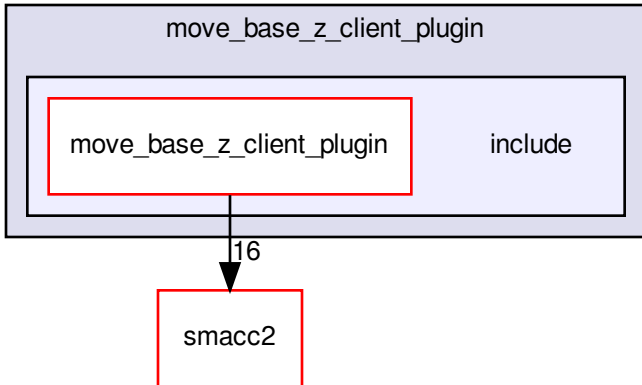 move_base_z_client_plugin
move_base_z_client_plugin include
16
smacc2